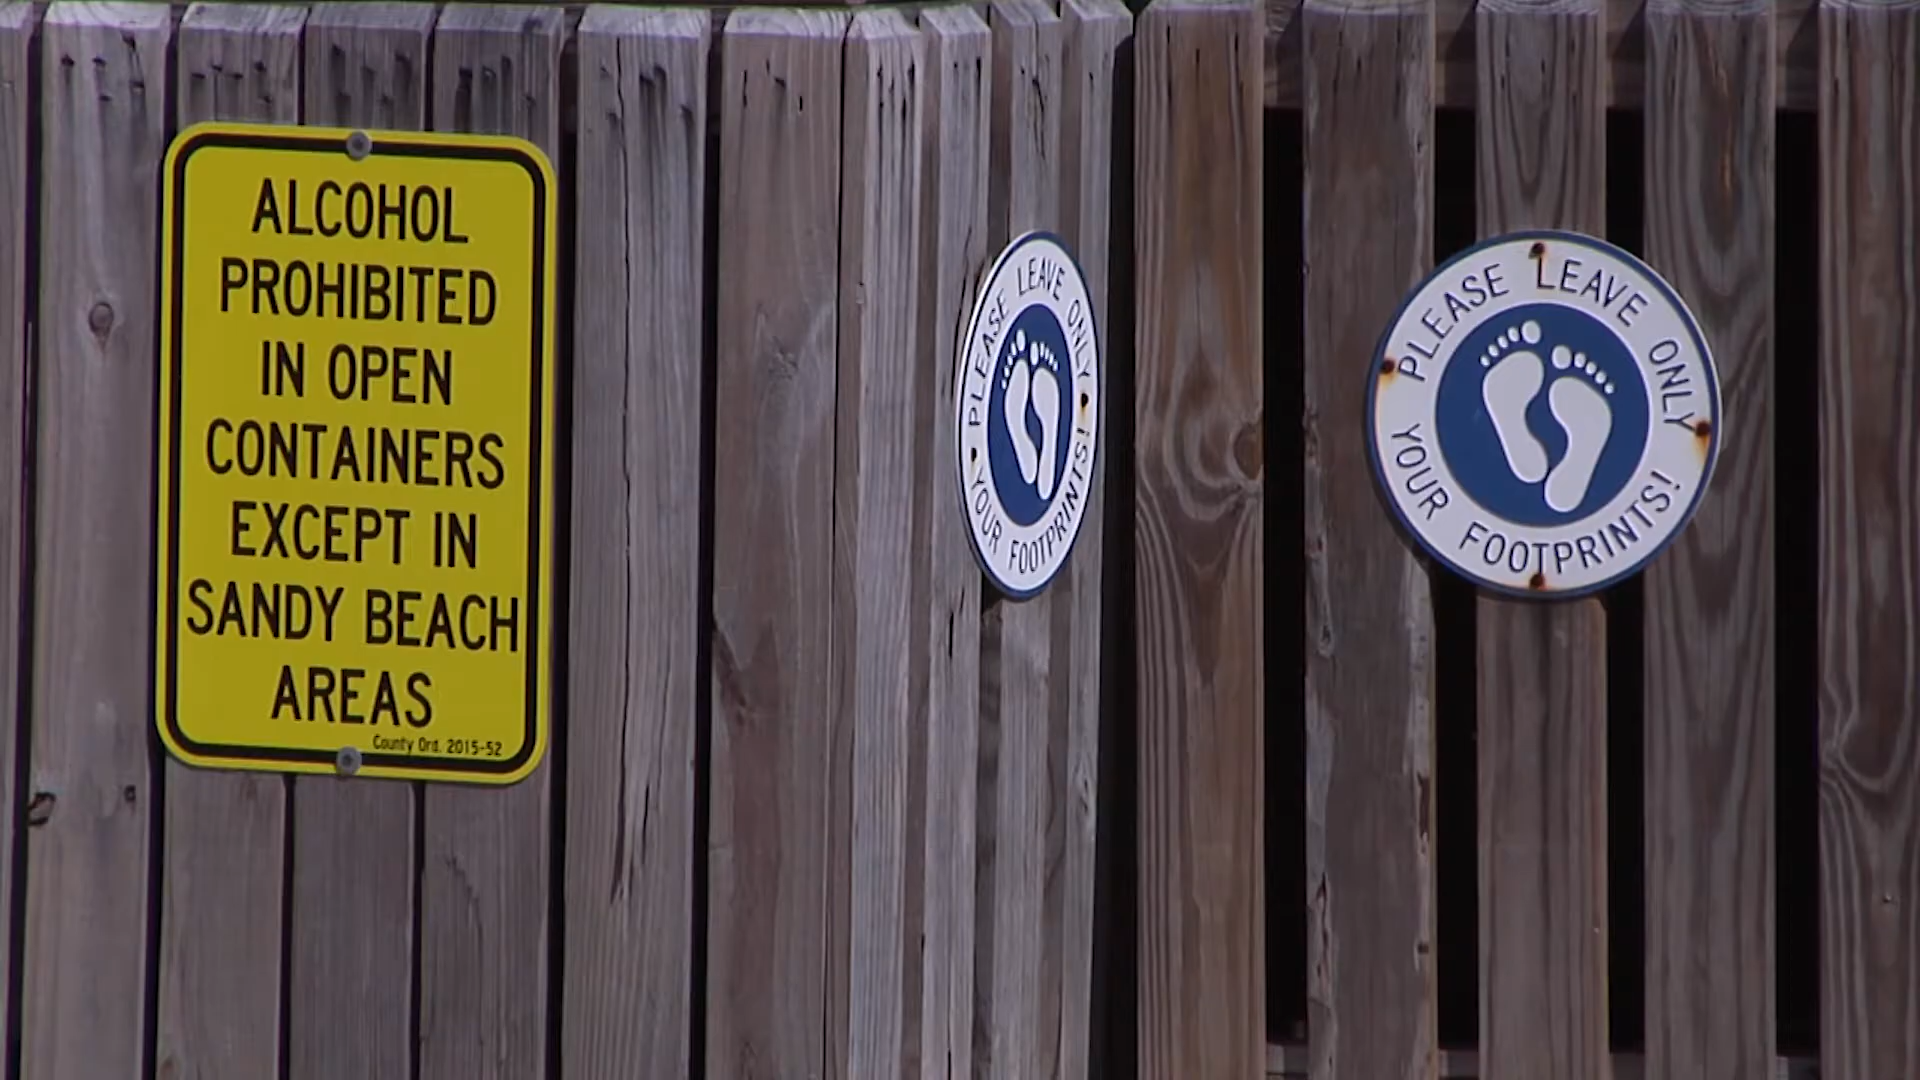 ALCOHOL
PROHIBITED
IN OPEN
CONTAINERS
EXCEPT IN
SANDY BEACH
AREAS
County Ord. 2015-52
PLEASE LEAVE ONLY
YOUR FOOTPRINTS!
PLEASE LEAVE ONLY
YOUR FOOTPRINTS!